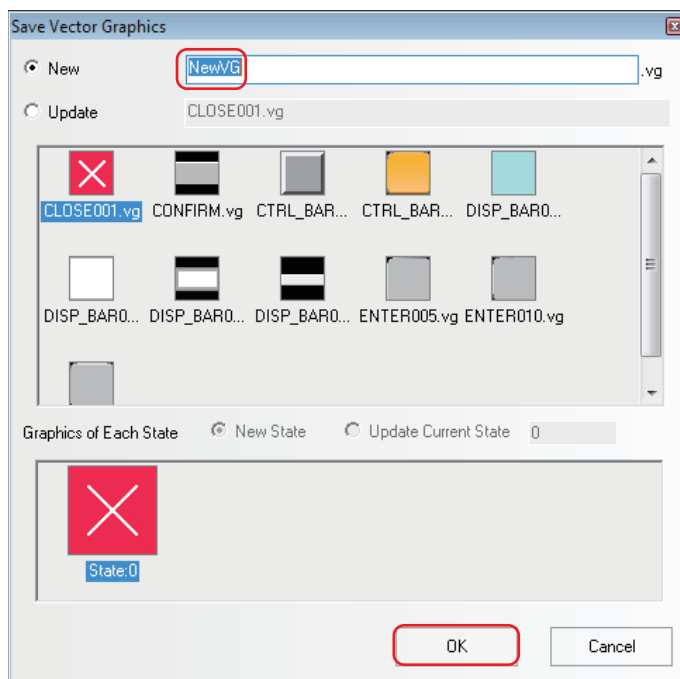 Save Vector Graphics
New NewVG .vg
Update CLOSE001.vg
CLOSE001.vg CONFIRM.vg CTRL_BAR... CTRL_BAR... DISP_BAR0...
DISP_BAR0... DISP_BAR0... DISP_BAR0... ENTER005.vg ENTER010.vg
Graphics of Each State New State Update Current State 0
State:0
OK Cancel